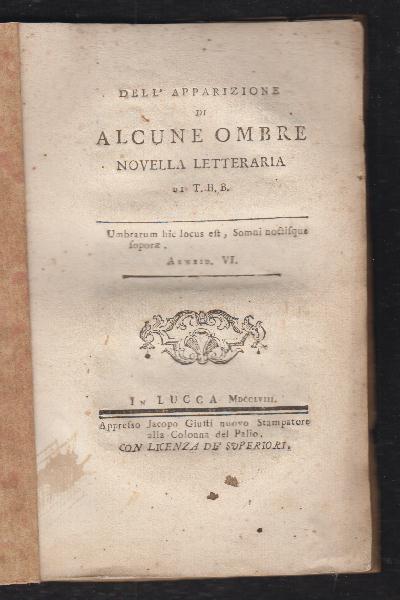 DELL' APPARIZIONE
DI
ALCUNE OMBRE
NOVELLA LETTERARIA
DI T. B. B.
Umbrarum hic locus eſt, Somni noctiſque
ſoporæ.
AENEID. VI.
IN LUCCA MDCCLVIII.
Appreſſo Jacopo Giuſti nuovo Stampatore
alla Colonna del Palio.
CON LICENZA DE' SUPERIORI.